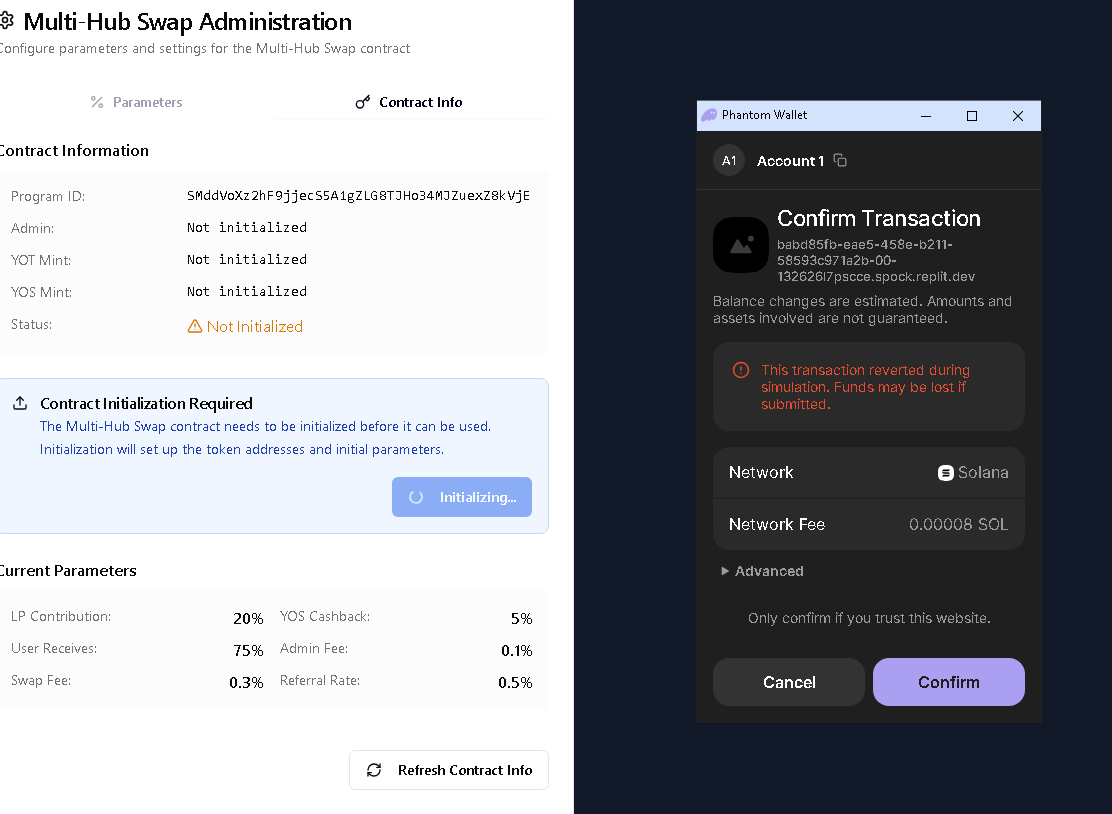 Multi-Hub Swap Administration
Configure parameters and settings for the Multi-Hub Swap contract
Parameters
Contract Info
Contract Information
Program ID: SMddVoXz2hF9jjecS5A1gZLG8TJHo34MJZuexZ8kVjE
Admin: Not initialized
YOT Mint: Not initialized
YOS Mint: Not initialized
Status: Not Initialized
Contract Initialization Required
The Multi-Hub Swap contract needs to be initialized before it can be used.
Initialization will set up the token addresses and initial parameters.
Initializing...
Current Parameters
LP Contribution: 20% YOS Cashback: 5%
User Receives: 75% Admin Fee: 0.1%
Swap Fee: 0.3% Referral Rate: 0.5%
Refresh Contract Info
Phantom Wallet
A1 Account 1
Confirm Transaction
babd85fb-eae5-458e-b211-
58593c971a2b-00-
132626l7pscce.spock.replit.dev
Balance changes are estimated. Amounts and
assets involved are not guaranteed.
This transaction reverted during
simulation. Funds may be lost if
submitted.
Network Solana
Network Fee 0.00008 SOL
Advanced
Only confirm if you trust this website.
Cancel Confirm